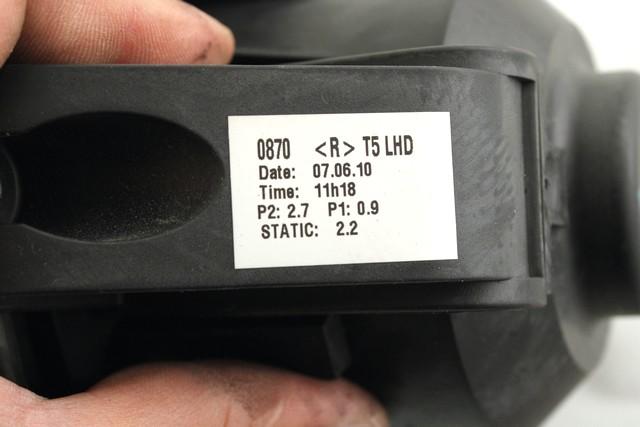 0870 <R> T5 LHD
Date: 07.06.10
Time: 11h18
P2: 2.7 P1: 0.9
STATIC: 2.2